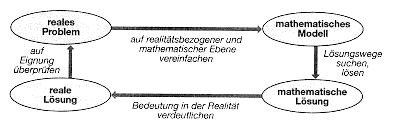 reales
Problem
mathematisches
Modell
auf realitätsbezogener und
mathematischer Ebene
vereinfachen
auf
Eignung
überprüfen
Lösungswege
suchen,
lösen
reale
Lösung
mathematische
Lösung
Bedeutung in der Realität
verdeutlichen